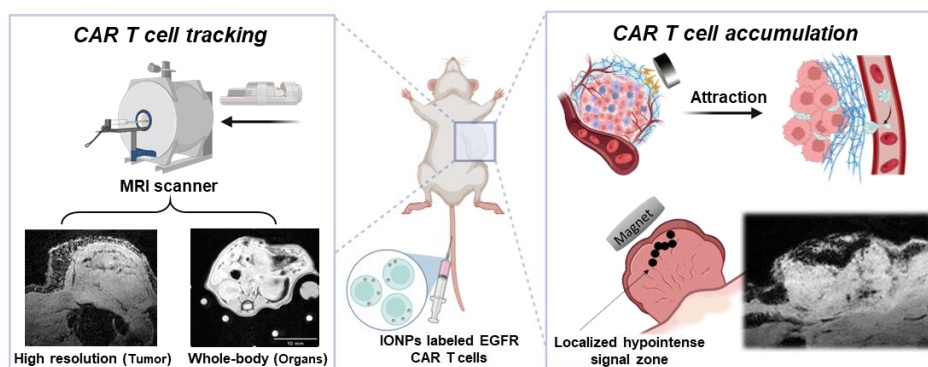 CAR T cell tracking
MRI scanner
High resolution (Tumor)
Whole-body (Organs)
10 mm
IONPs labeled EGFR
CAR T cells
CAR T cell accumulation
Attraction
Magnet
Localized hypointense
signal zone